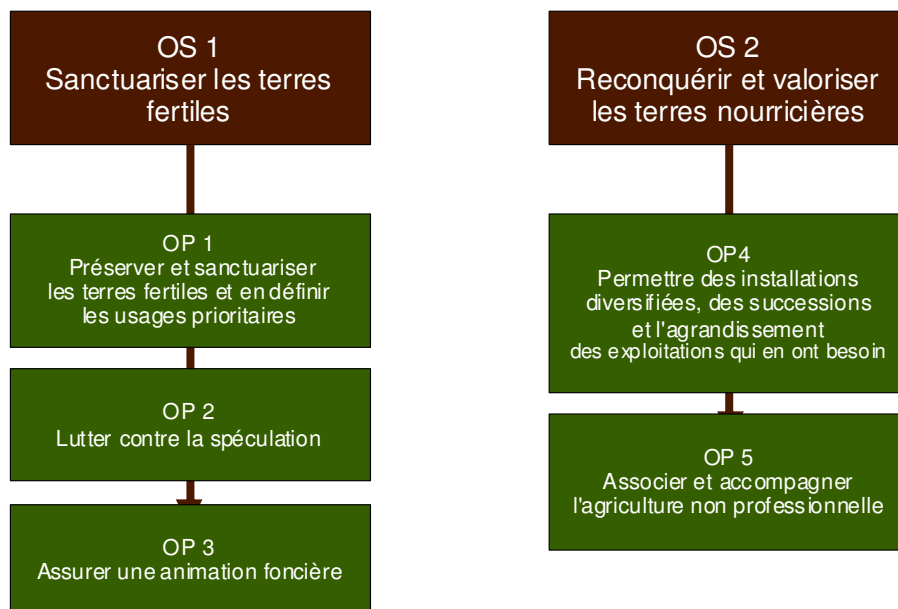 OS 1
Sanctuariser les terres
fertiles
OP 1
Préserver et sanctuariser
les terres fertiles et en définir
les usages prioritaires
OP 2
Lutter contre la spéculation
OP 3
Assurer une animation foncière
OS 2
Reconquérir et valoriser
les terres nourricières
OP4
Permettre des installations
diversifiées, des successions
et l'agrandissement
des exploitations qui en ont besoin
OP 5
Associer et accompagner
l'agriculture non professionnelle